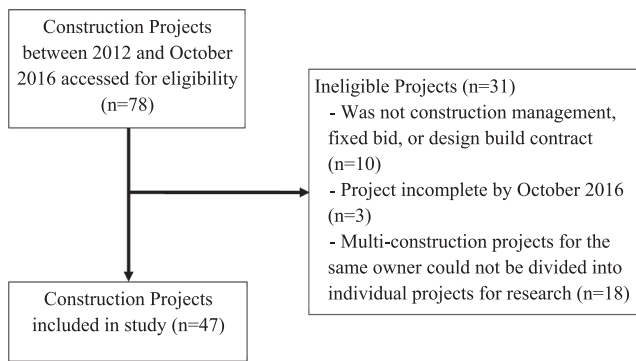 Construction Projects
between 2012 and October
2016 accessed for eligibility
(n=78)
Ineligible Projects (n=31)
- Was not construction management,
fixed bid, or design build contract
(n=10)
- Project incomplete by October 2016
(n=3)
- Multi-construction projects for the
same owner could not be divided into
individual projects for research (n=18)
Construction Projects
included in study (n=47)